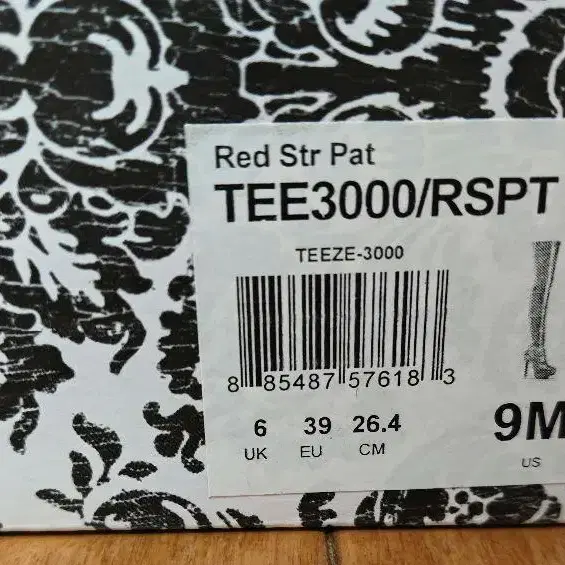 Red Str Pat
TEE3000/RSPT
TEEZE-3000
8 85487 57618 3
6 39 26.4 9M
UK EU CM US